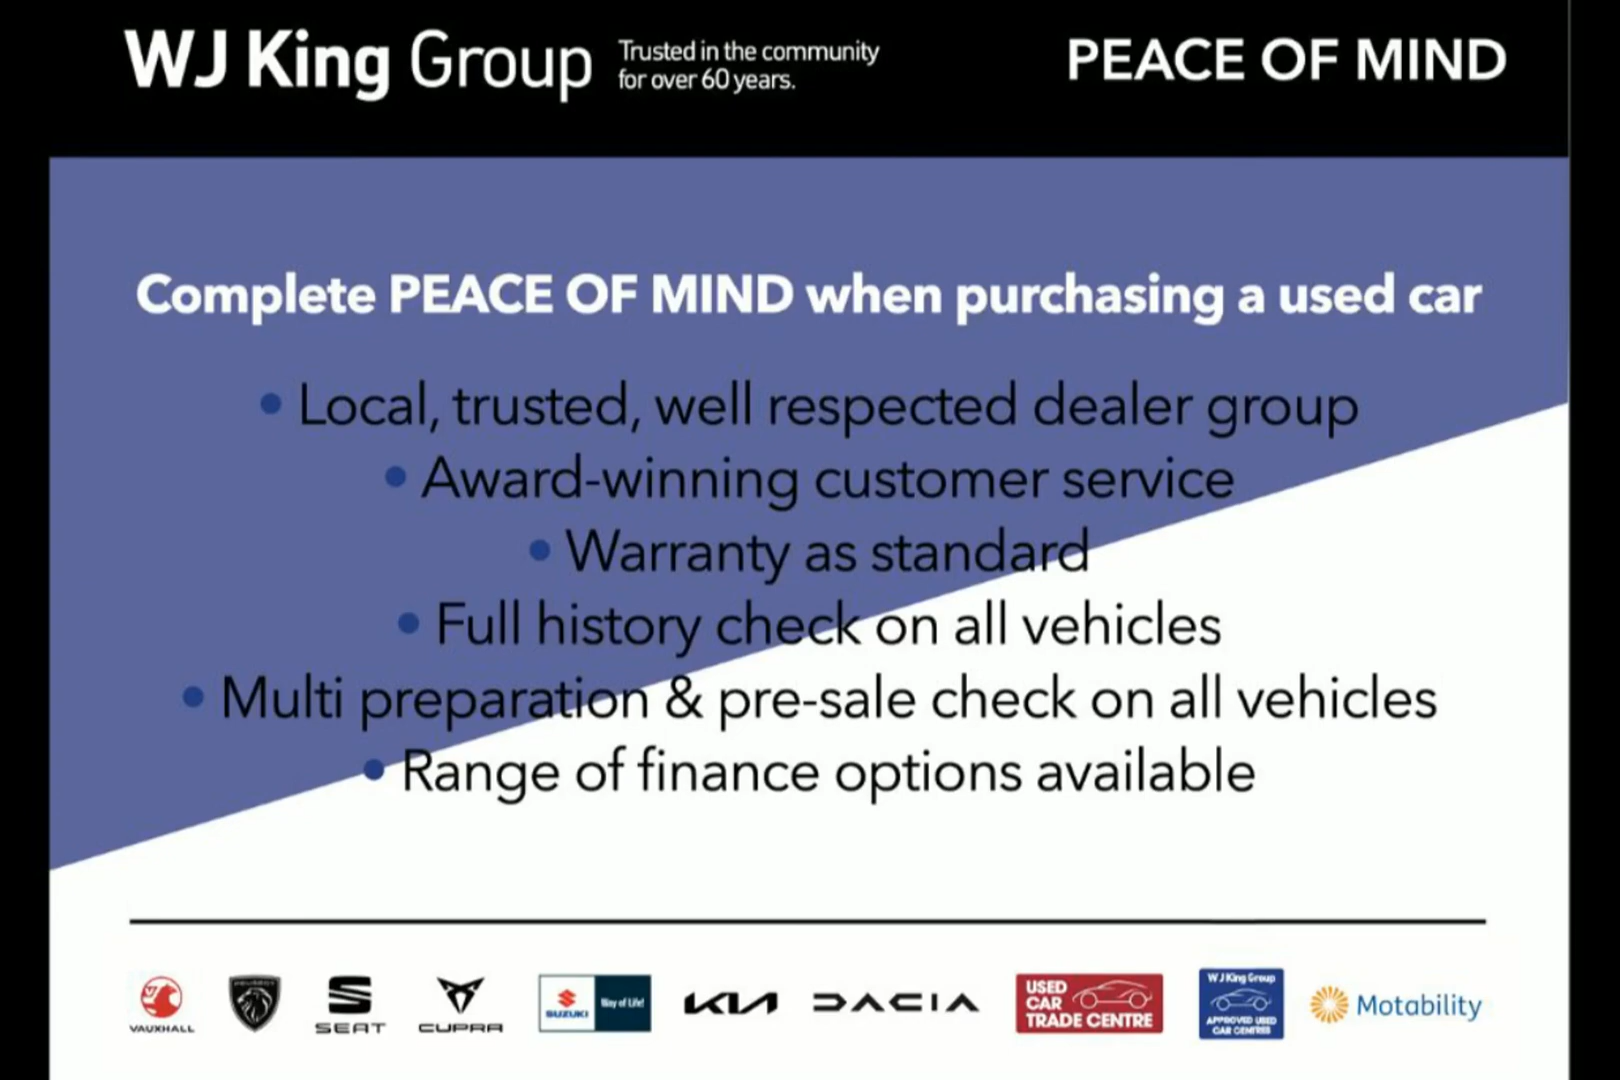 WJ King Group
Trusted in the community
for over 60 years.
PEACE OF MIND
Complete PEACE OF MIND when purchasing a used car
• Local, trusted, well respected dealer group
• Award-winning customer service
• Warranty as standard
• Full history check on all vehicles
• Multi preparation & pre-sale check on all vehicles
• Range of finance options available
VAUXHALL
PEUGEOT
SEAT
CUPRA
SUZUKI
Way of Life!
KIA
DACIA
USED
CAR
TRADE CENTRE
WJ King Group
APPROVED USED
CAR CENTRES
Motability